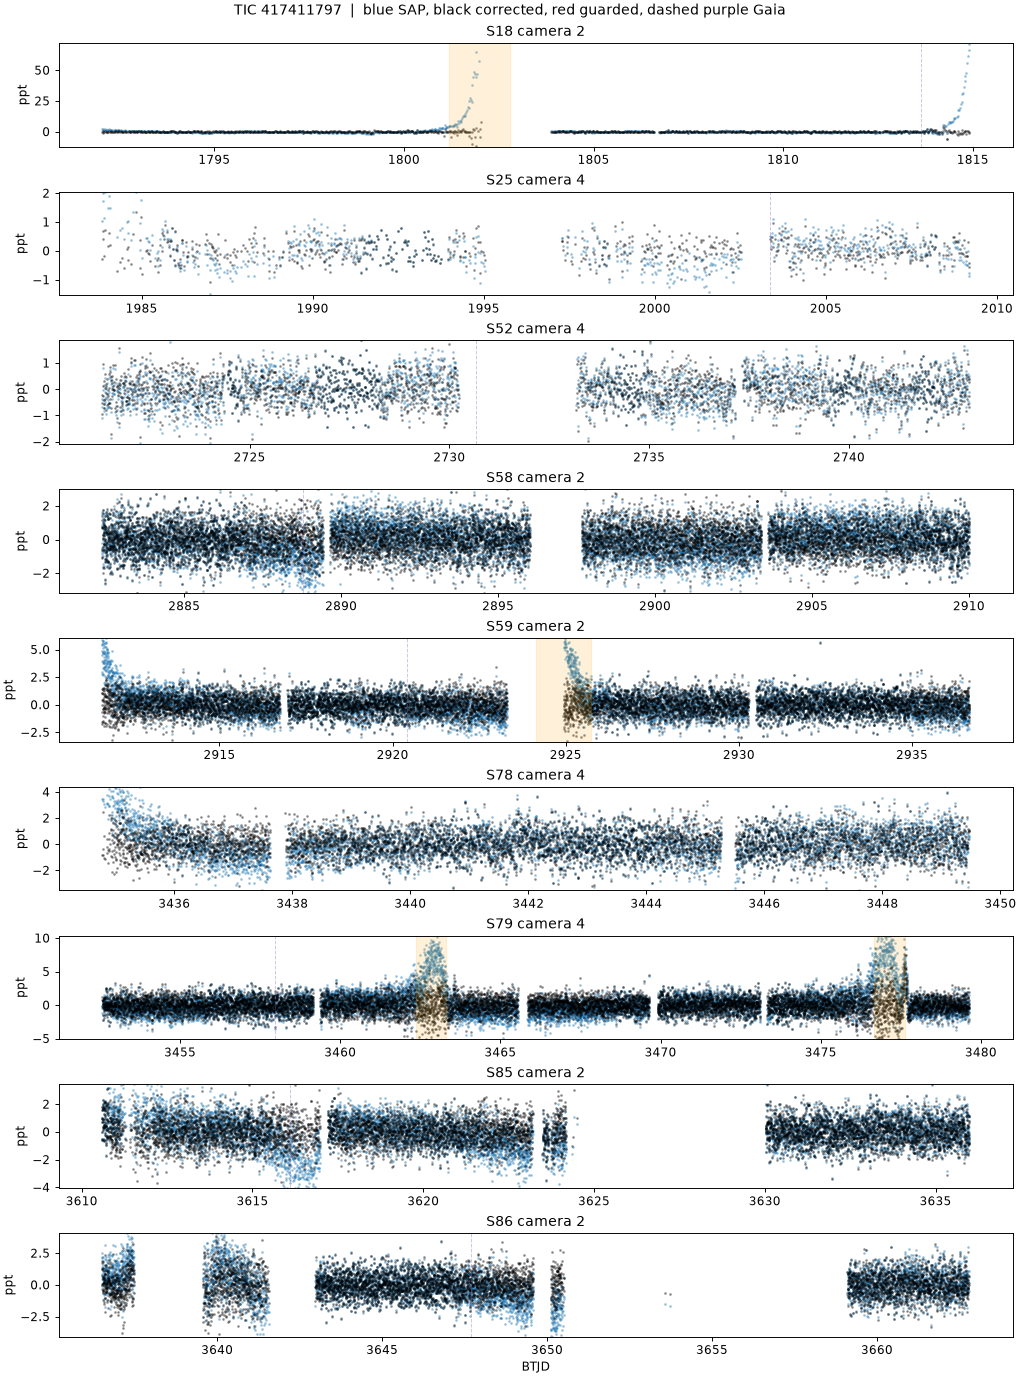 TIC 417411797 | blue SAP, black corrected, red guarded, dashed purple Gaia
S18 camera 2
ppt
50
25
0
1795 1800 1805 1810 1815
S25 camera 4
ppt
2
1
0
−1
1985 1990 1995 2000 2005 2010
S52 camera 4
ppt
1
0
−1
−2
2725 2730 2735 2740
S58 camera 2
ppt
2
0
−2
2885 2890 2895 2900 2905 2910
S59 camera 2
ppt
5.0
2.5
0.0
−2.5
2915 2920 2925 2930 2935
S78 camera 4
ppt
4
2
0
−2
3436 3438 3440 3442 3444 3446 3448 3450
S79 camera 4
ppt
10
5
0
−5
3455 3460 3465 3470 3475 3480
S85 camera 2
ppt
2
0
−2
−4
3610 3615 3620 3625 3630 3635
S86 camera 2
ppt
2.5
0.0
−2.5
3640 3645 3650 3655 3660
BTJD